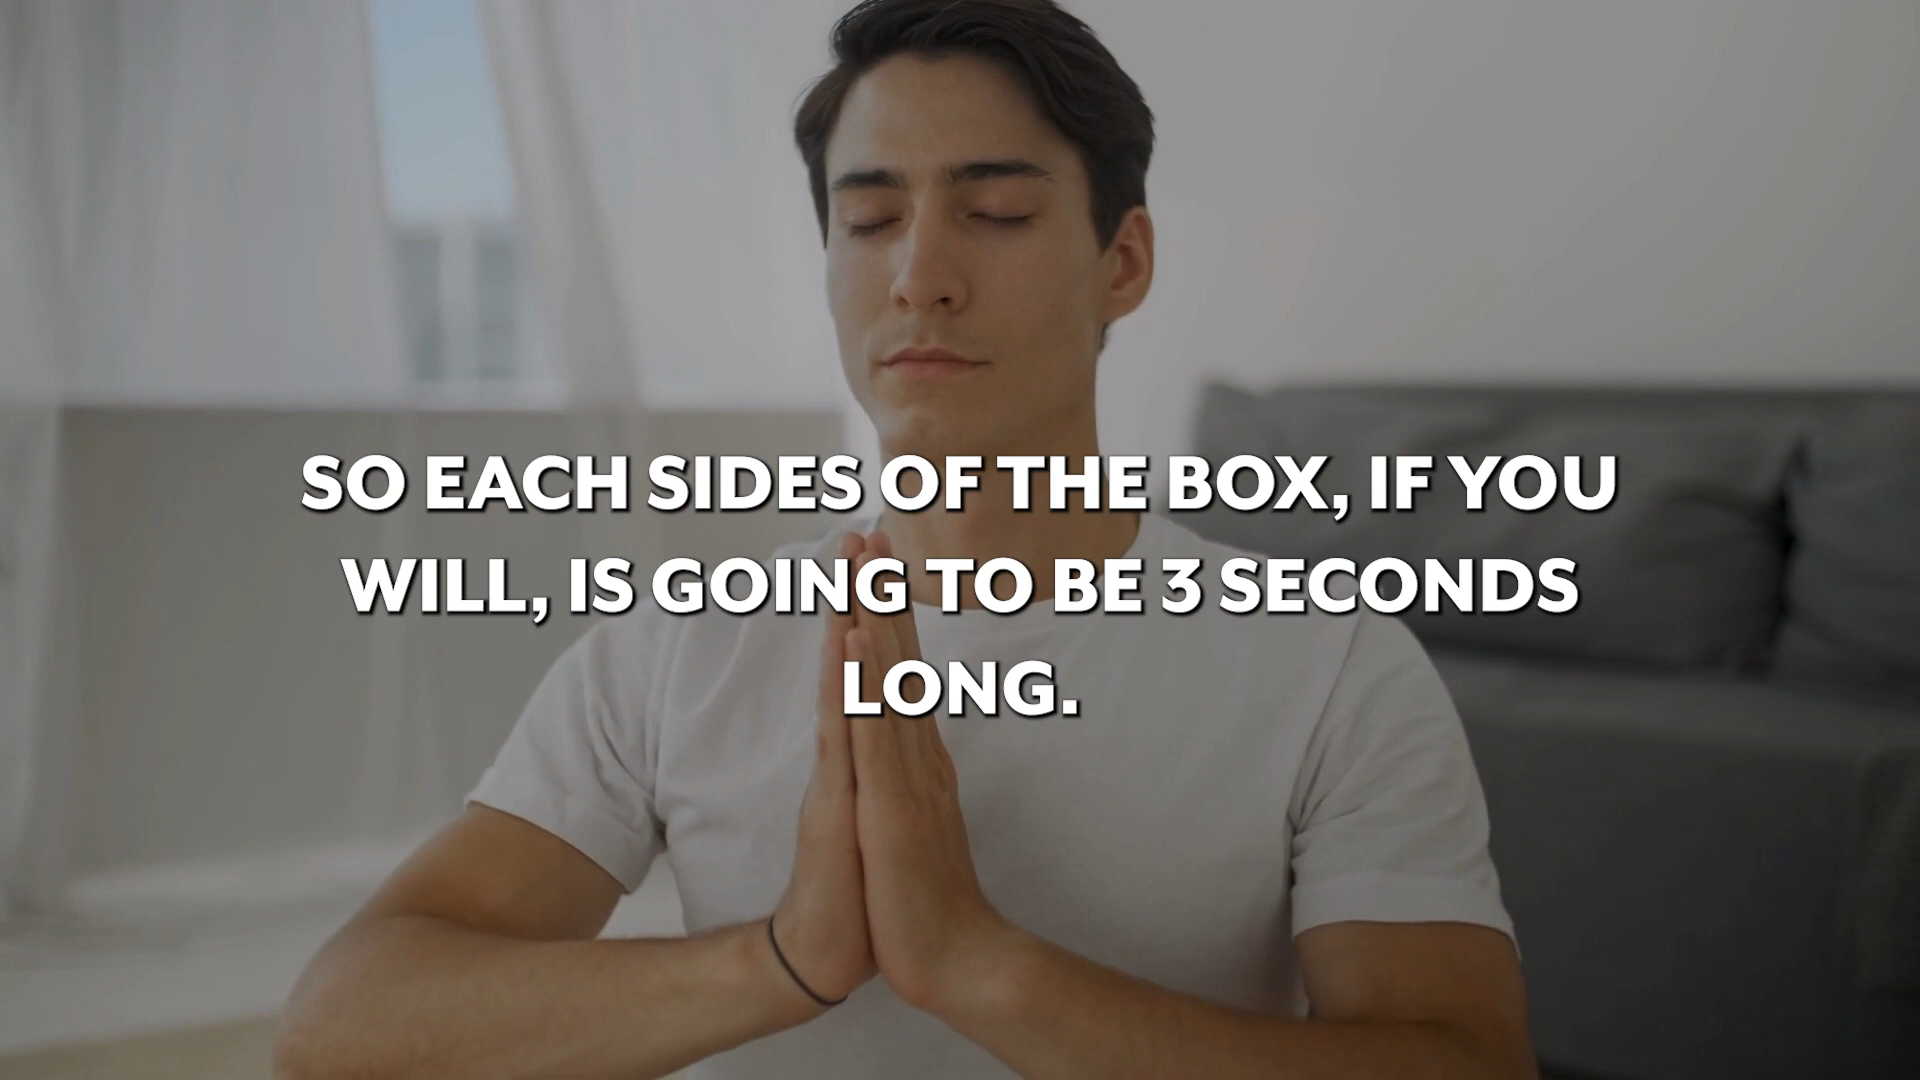 SO EACH SIDES OF THE BOX, IF YOU
WILL, IS GOING TO BE 3 SECONDS
LONG.